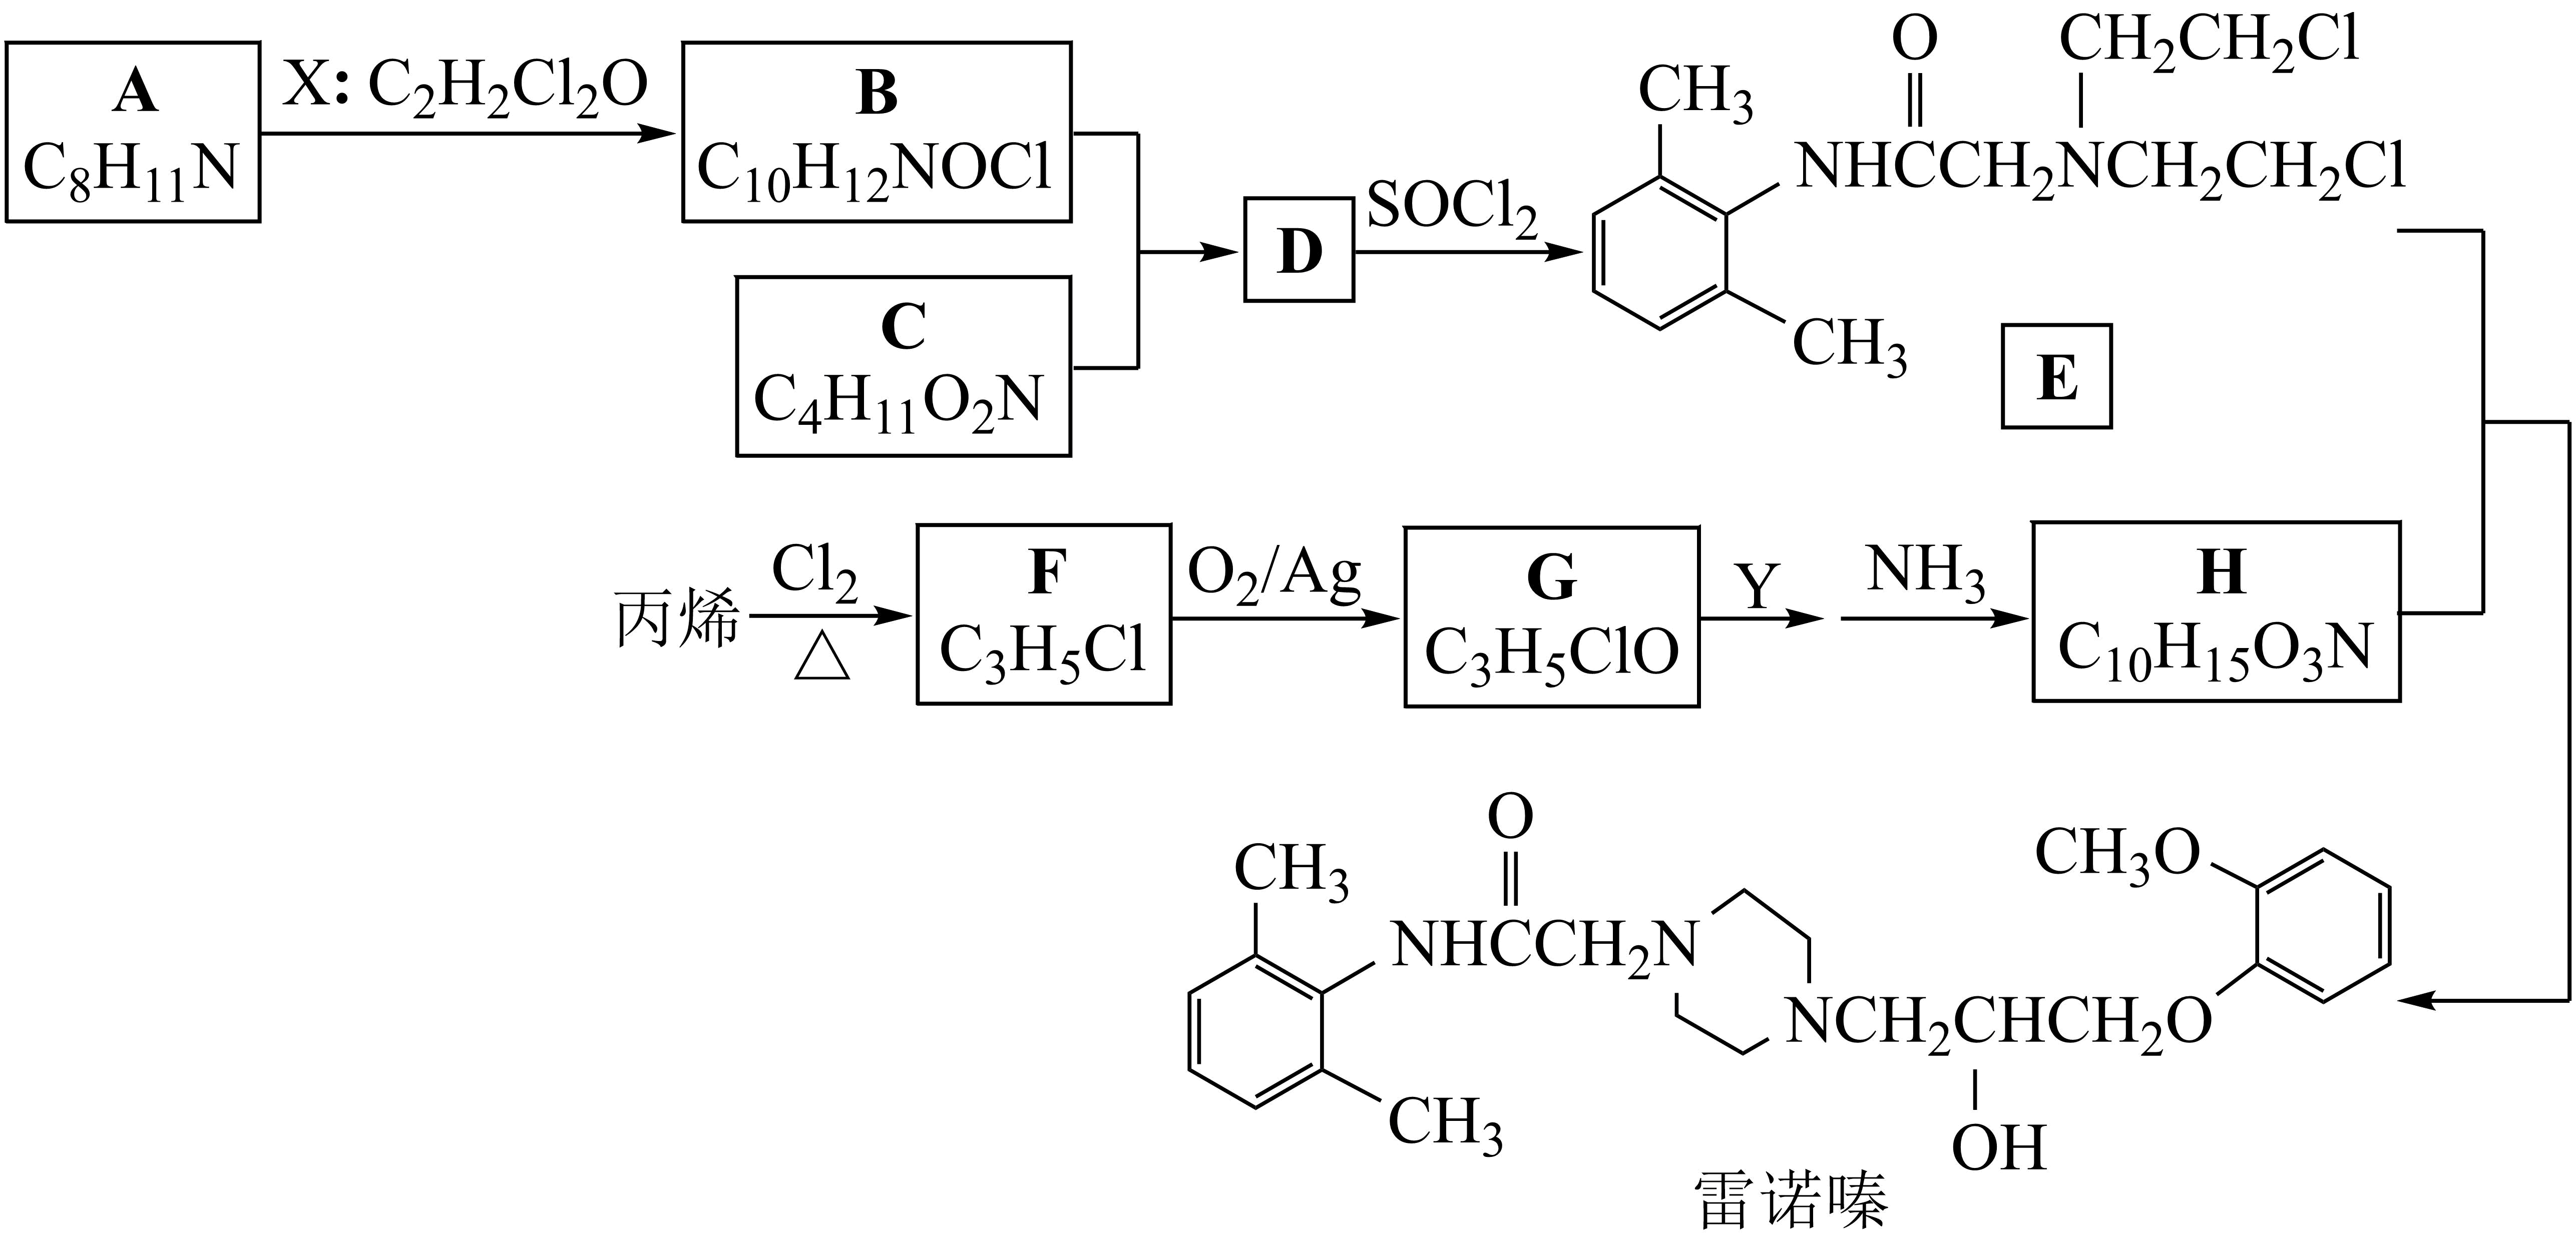 A
C₈H₁₁N
X: C₂H₂Cl₂O
B
C₁₀H₁₂NOCl
C
C₄H₁₁O₂N
D
SOCl₂
O
CH₂CH₂Cl
CH₃
NHCCH₂NCH₂CH₂Cl
CH₃
E
丙烯
Cl₂
△
F
C₃H₅Cl
O₂/Ag
G
C₃H₅ClO
Y
NH₃
H
C₁₀H₁₅O₃N
O
CH₃
NHCCH₂N
CH₃O
NCH₂CHCH₂O
CH₃
OH
雷诺嗪